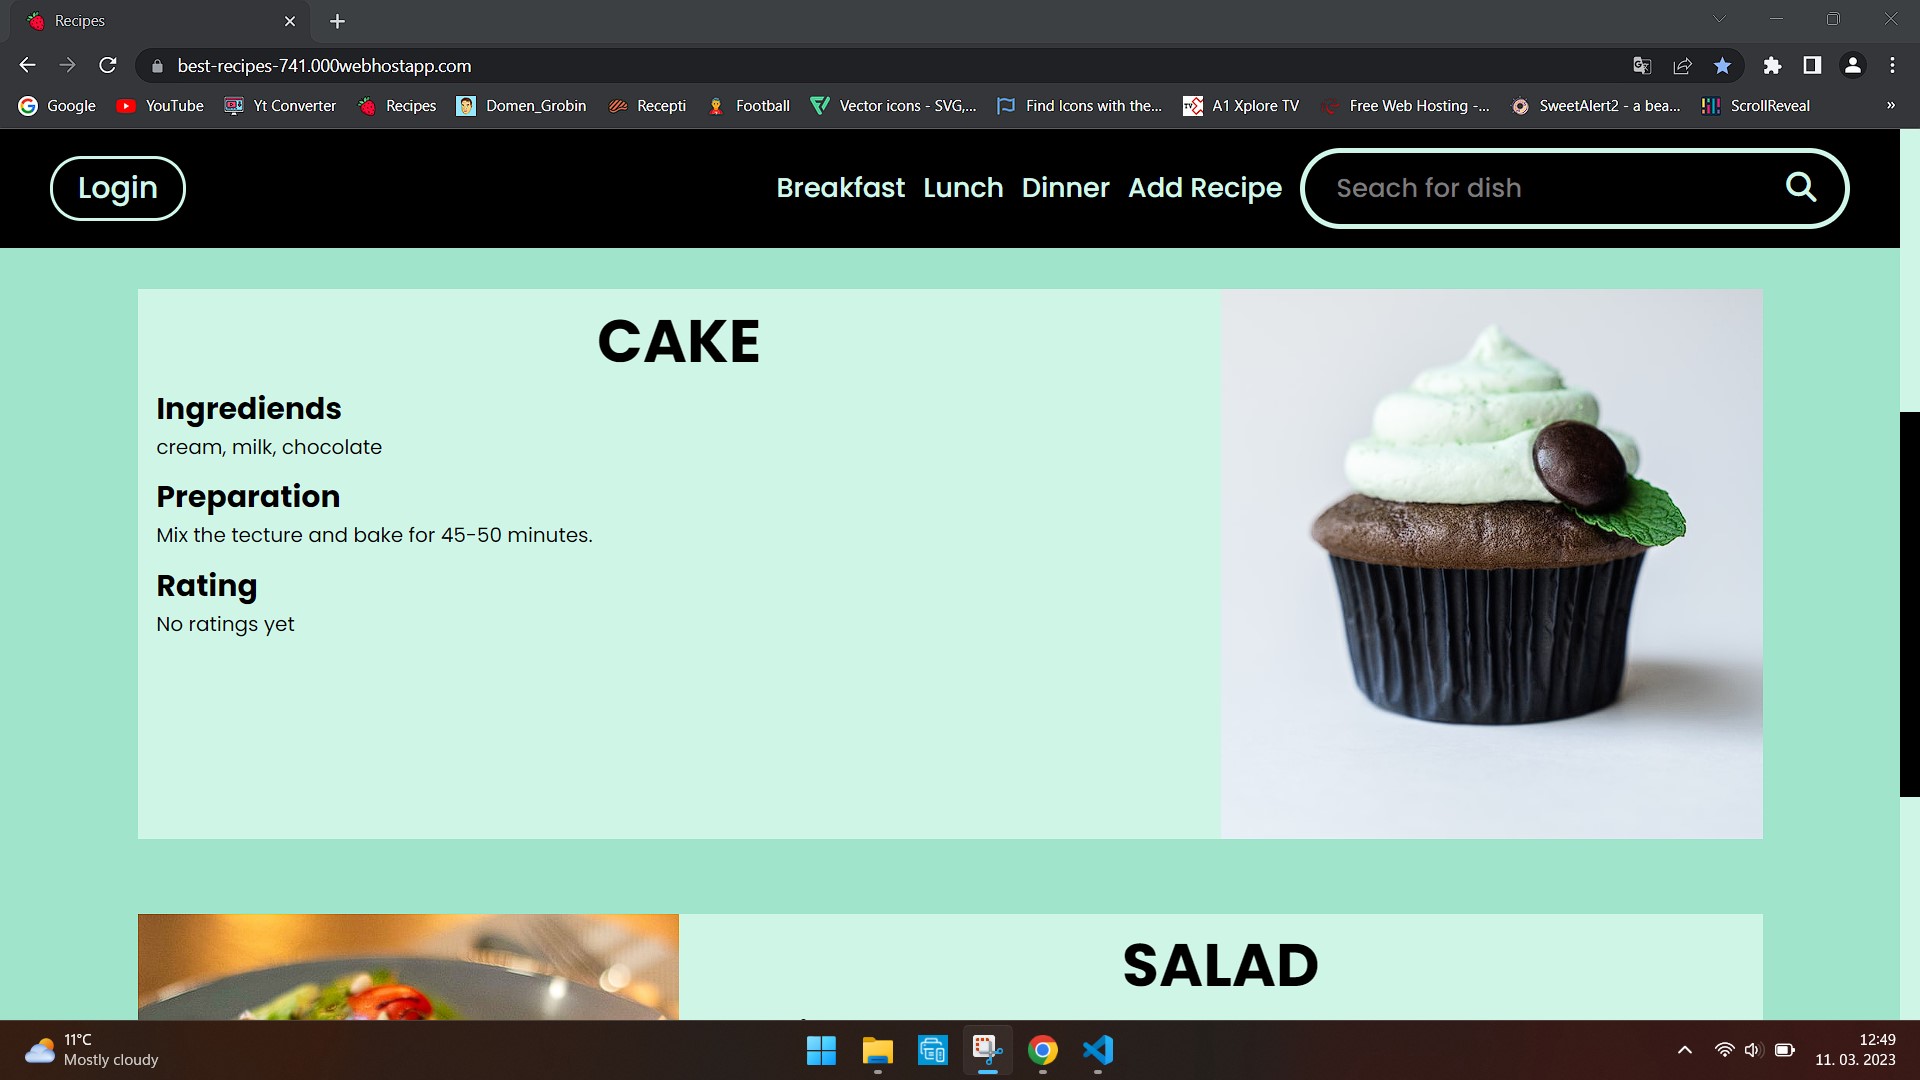 Recipes
best-recipes-741.000webhostapp.com
Google YouTube Yt Converter Recipes Domen_Grobin Recepti Football Vector icons - SVG,... Find Icons with the... A1 Xplore TV Free Web Hosting -... SweetAlert2 - a bea... ScrollReveal »
Login Breakfast Lunch Dinner Add Recipe Seach for dish
CAKE
Ingrediends
cream, milk, chocolate
Preparation
Mix the tecture and bake for 45-50 minutes.
Rating
No ratings yet
SALAD
11°C
Mostly cloudy
12:49
11. 03. 2023